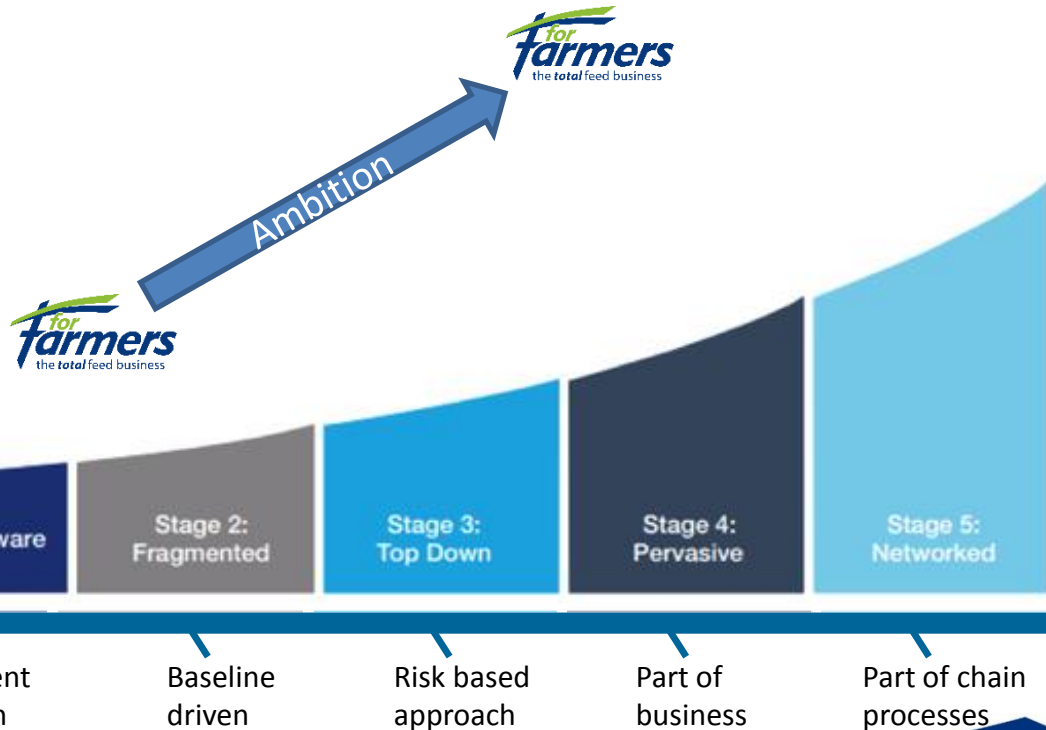 for
farmers
the total feed business
Ambition
for
farmers
the total feed business
ware
Stage 2:
Fragmented
Stage 3:
Top Down
Stage 4:
Pervasive
Stage 5:
Networked
ent
Baseline
driven
Risk based
approach
Part of
business
Part of chain
processes